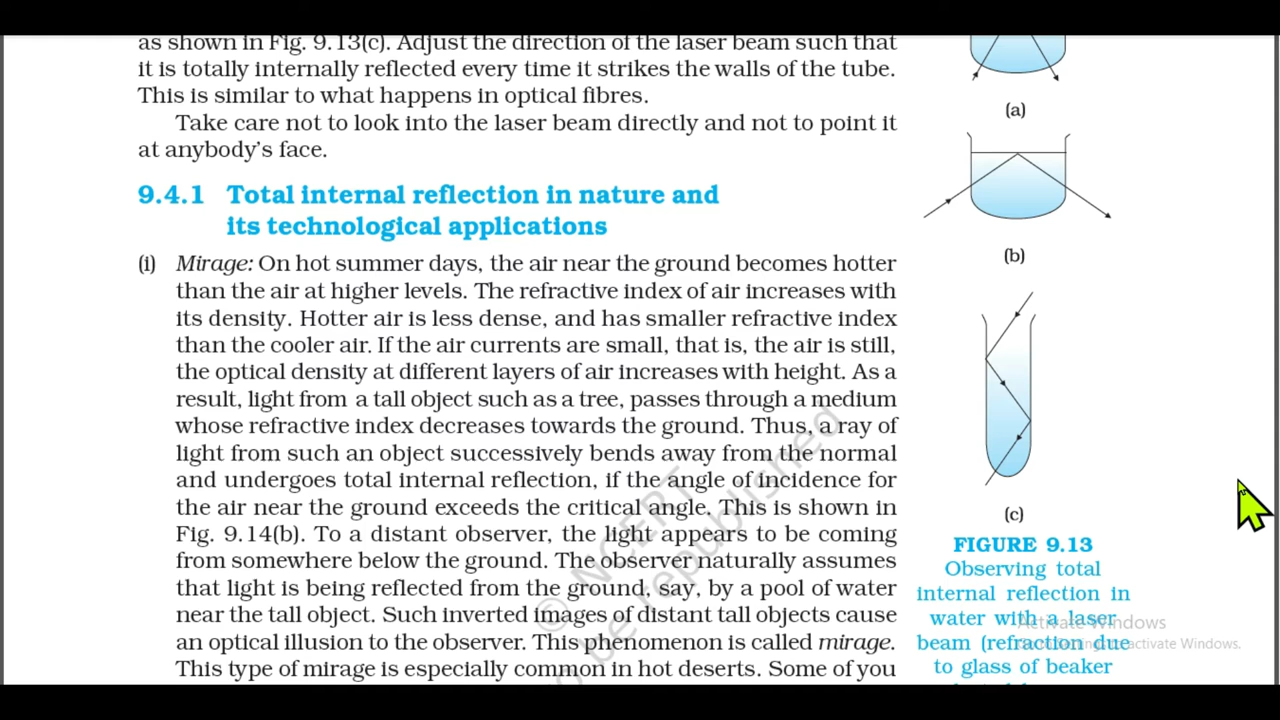 as shown in Fig. 9.13(c). Adjust the direction of the laser beam such that
it is totally internally reflected every time it strikes the walls of the tube.
This is similar to what happens in optical fibres.
Take care not to look into the laser beam directly and not to point it
at anybody's face.
9.4.1 Total internal reflection in nature and
its technological applications
(i) Mirage: On hot summer days, the air near the ground becomes hotter
than the air at higher levels. The refractive index of air increases with
its density. Hotter air is less dense, and has smaller refractive index
than the cooler air. If the air currents are small, that is, the air is still,
the optical density at different layers of air increases with height. As a
result, light from a tall object such as a tree, passes through a medium
whose refractive index decreases towards the ground. Thus, a ray of
light from such an object successively bends away from the normal
and undergoes total internal reflection, if the angle of incidence for
the air near the ground exceeds the critical angle. This is shown in
Fig. 9.14(b). To a distant observer, the light appears to be coming
from somewhere below the ground. The observer naturally assumes
that light is being reflected from the ground, say, by a pool of water
near the tall object. Such inverted images of distant tall objects cause
an optical illusion to the observer. This phenomenon is called mirage.
This type of mirage is especially common in hot deserts. Some of you
(a)
(b)
(c)
FIGURE 9.13
Observing total
internal reflection in
water with a laser
beam (refraction due
to glass of beaker
© NCERT
be republished
Activate Windows